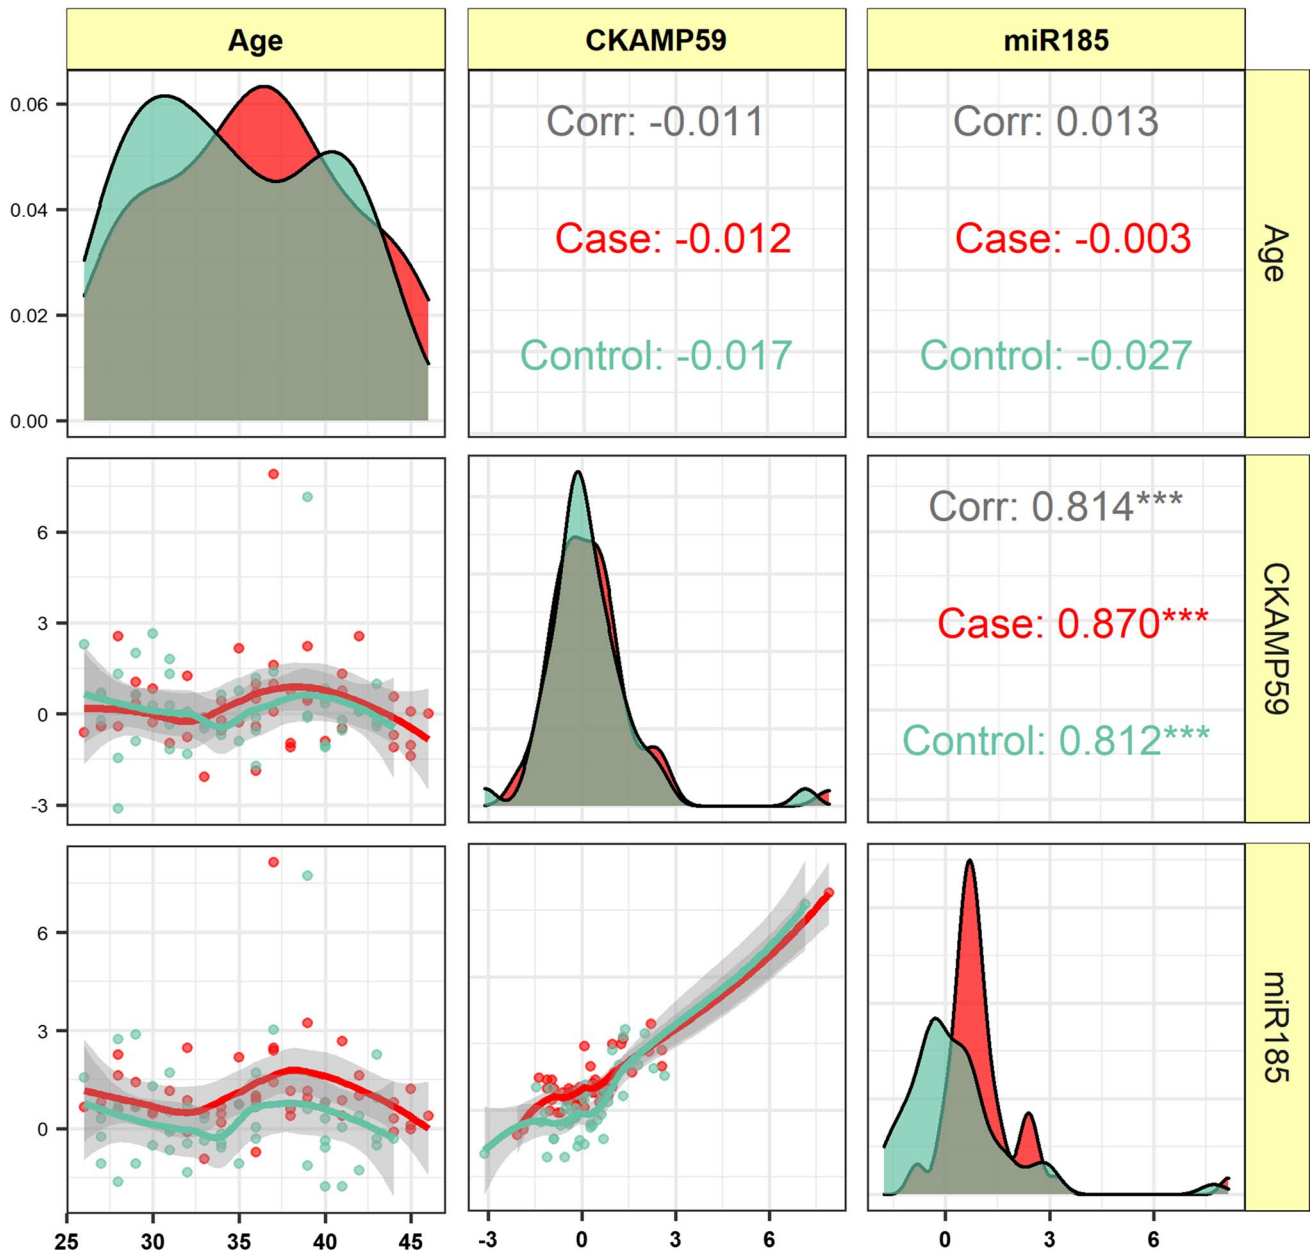 Age
CKAMP59
miR185
0.06
0.04
0.02
0.00
Corr: -0.011
Case: -0.012
Control: -0.017
Corr: 0.013
Case: -0.003
Control: -0.027
Age
6
3
0
-3
Corr: 0.814***
Case: 0.870***
Control: 0.812***
CKAMP59
6
3
0
miR185
25 30 35 40 45
-3 0 3 6
0 3 6